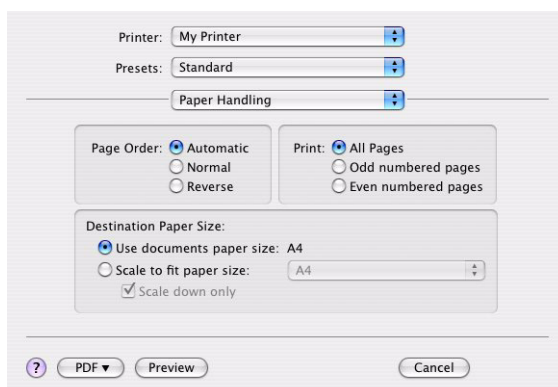 Printer: My Printer
Presets: Standard
Paper Handling
Page Order: Automatic
Normal
Reverse
Print: All Pages
Odd numbered pages
Even numbered pages
Destination Paper Size:
Use documents paper size: A4
Scale to fit paper size: A4
Scale down only
? PDF▼ Preview Cancel